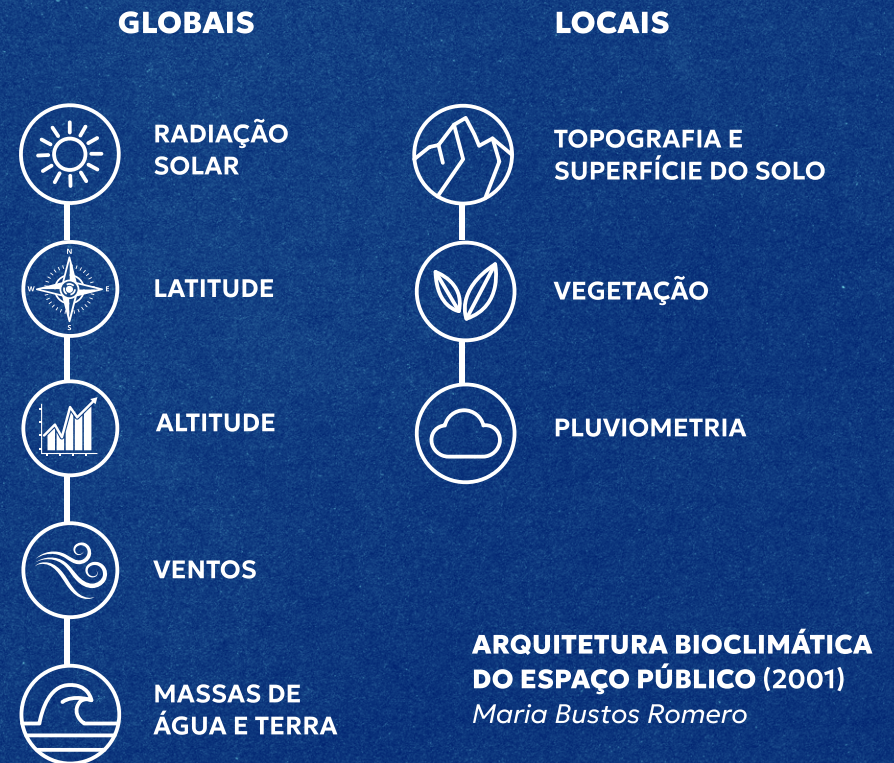 GLOBAIS
RADIAÇÃO
SOLAR
N
W
E
S
LATITUDE
ALTITUDE
VENTOS
MASSAS DE
ÁGUA E TERRA
LOCAIS
TOPOGRAFIA E
SUPERFÍCIE DO SOLO
VEGETAÇÃO
PLUVIOMETRIA
ARQUITETURA BIOCLIMÁTICA
DO ESPAÇO PÚBLICO (2001)
Maria Bustos Romero